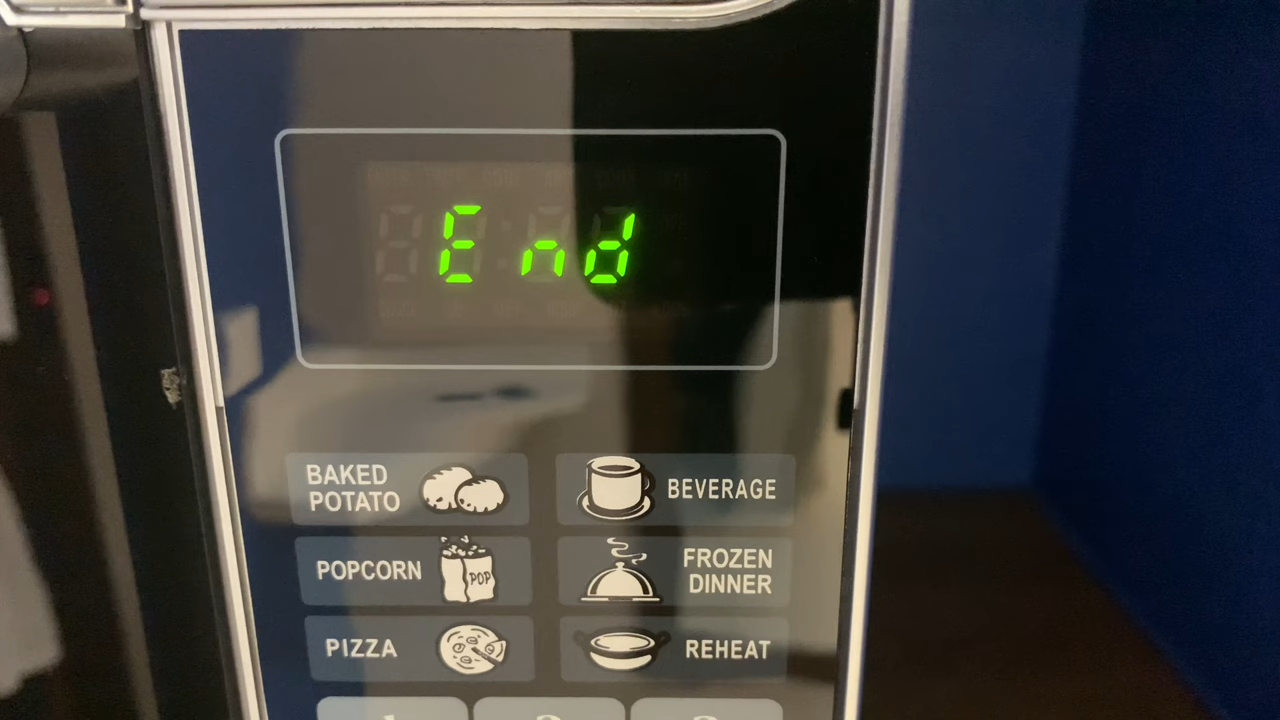 End
BAKED
POTATO
BEVERAGE
POPCORN
POP
FROZEN
DINNER
PIZZA
REHEAT